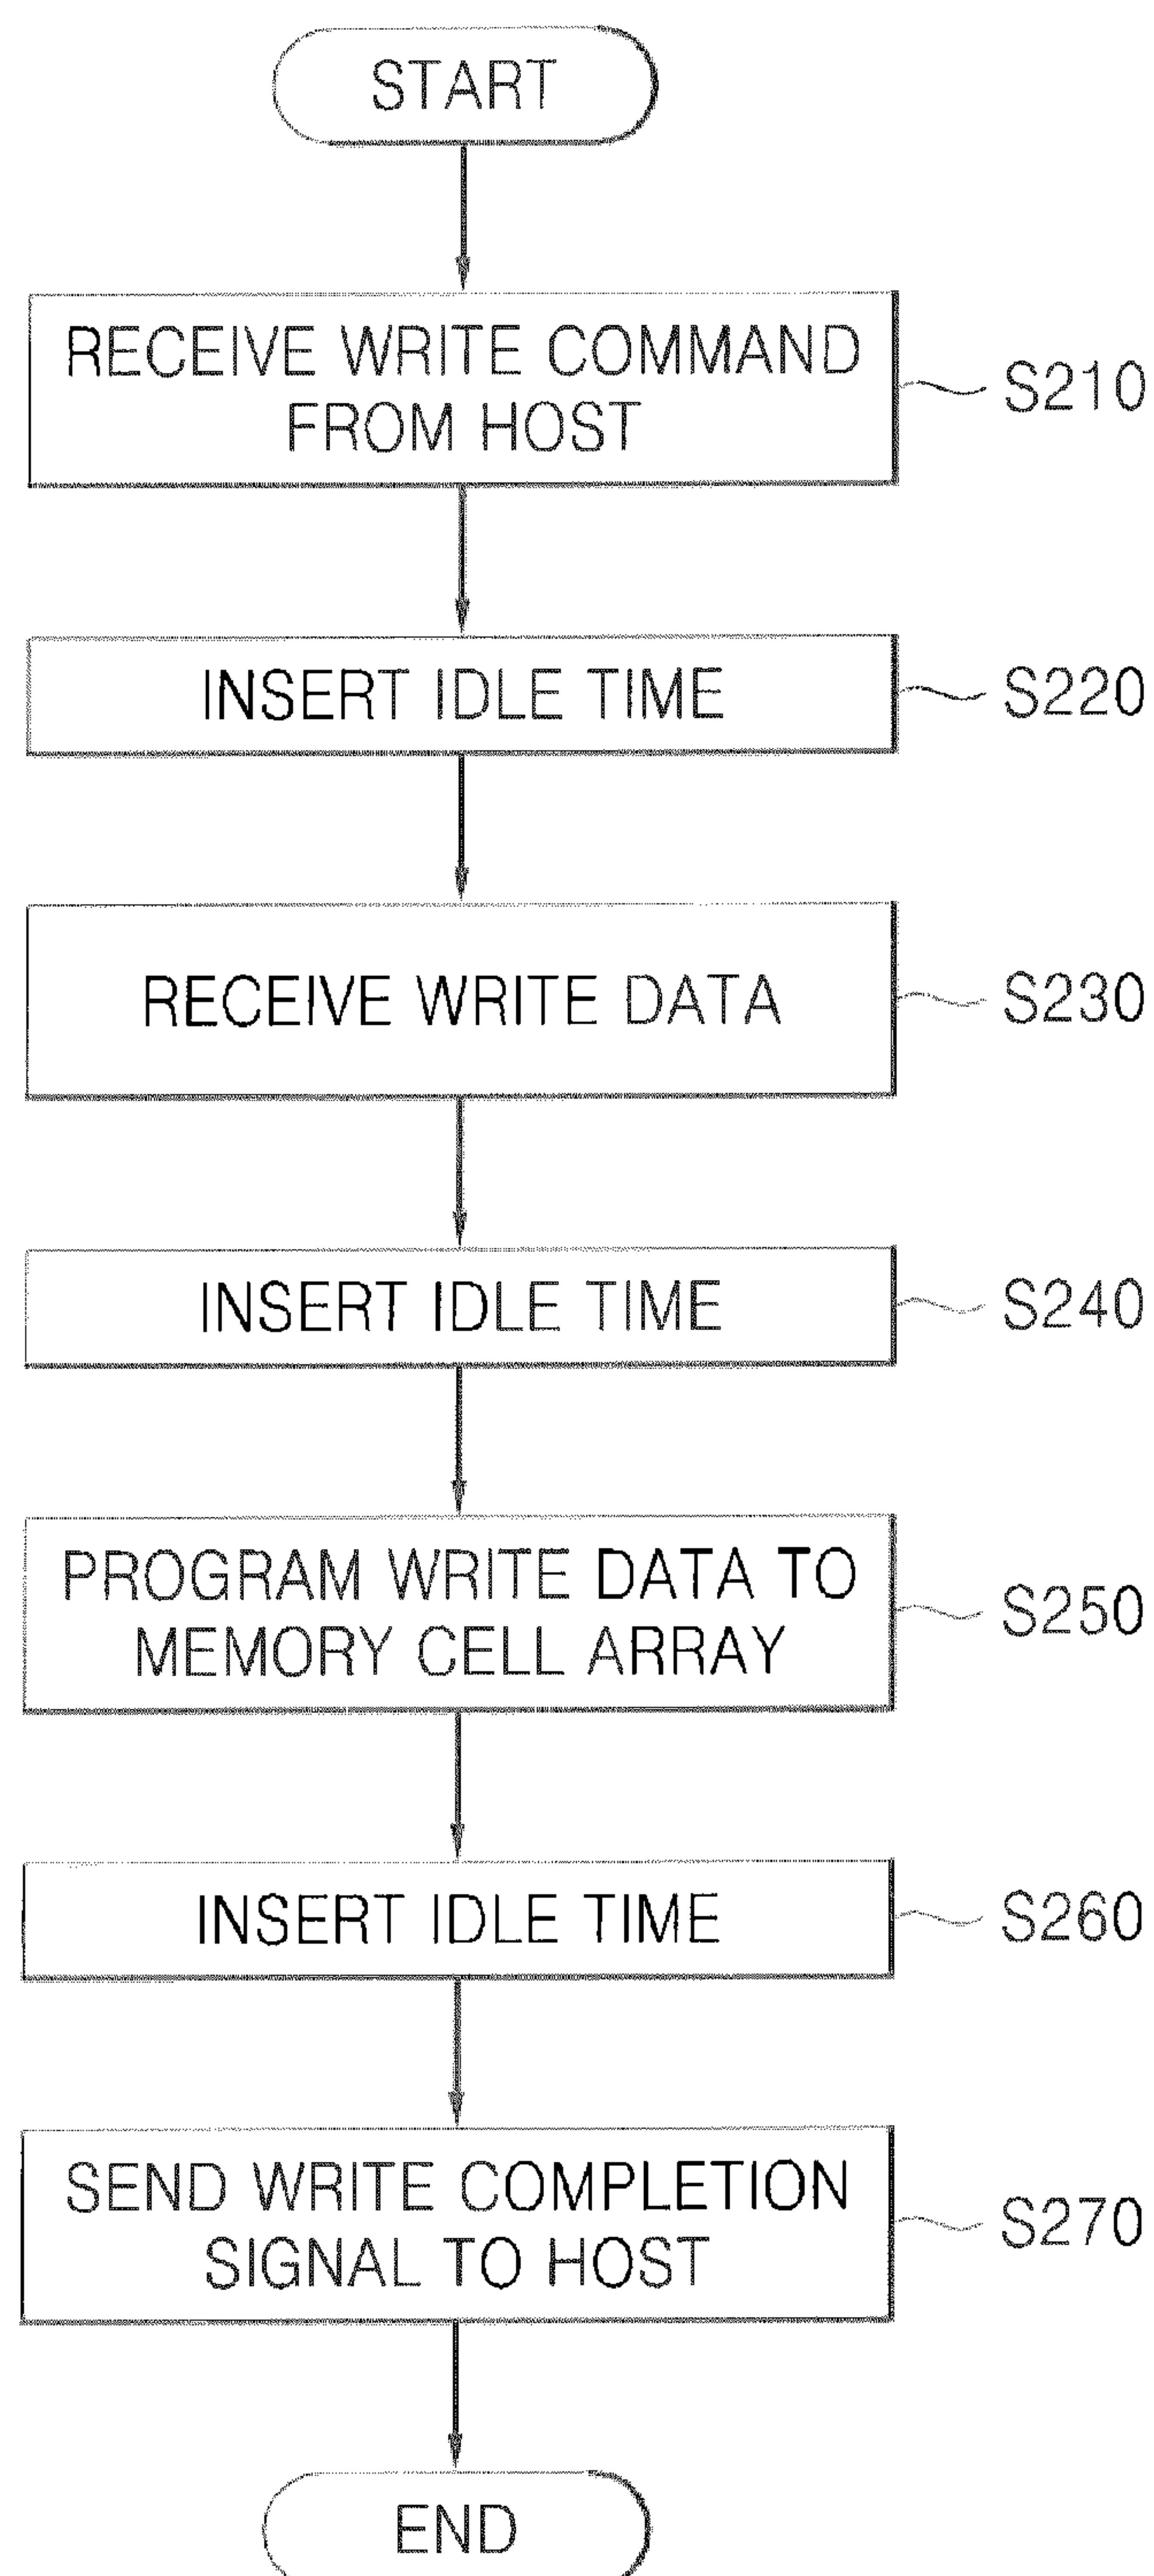 START
RECEIVE WRITE COMMAND
FROM HOST
S210
INSERT IDLE TIME
S220
RECEIVE WRITE DATA
S230
INSERT IDLE TIME
S240
PROGRAM WRITE DATA TO
MEMORY CELL ARRAY
S250
INSERT IDLE TIME
S260
SEND WRITE COMPLETION
SIGNAL TO HOST
S270
END